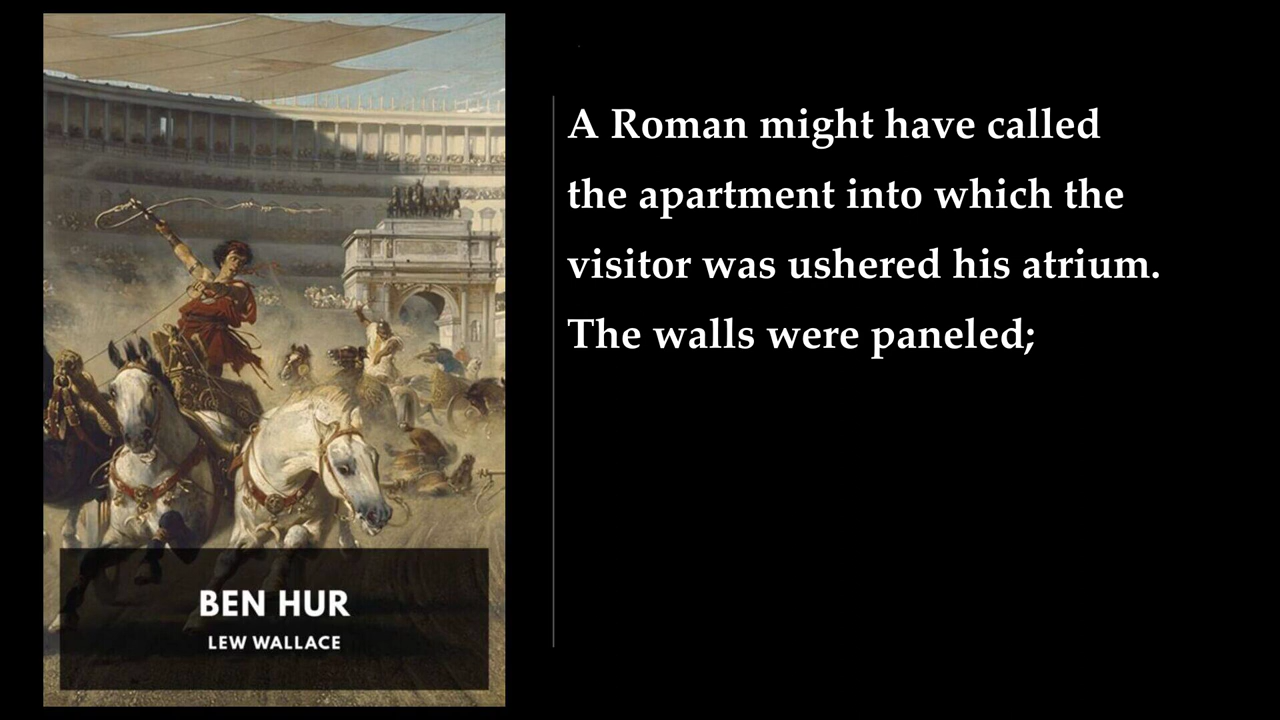 A Roman might have called
the apartment into which the
visitor was ushered his atrium.
The walls were paneled;
BEN HUR
LEW WALLACE